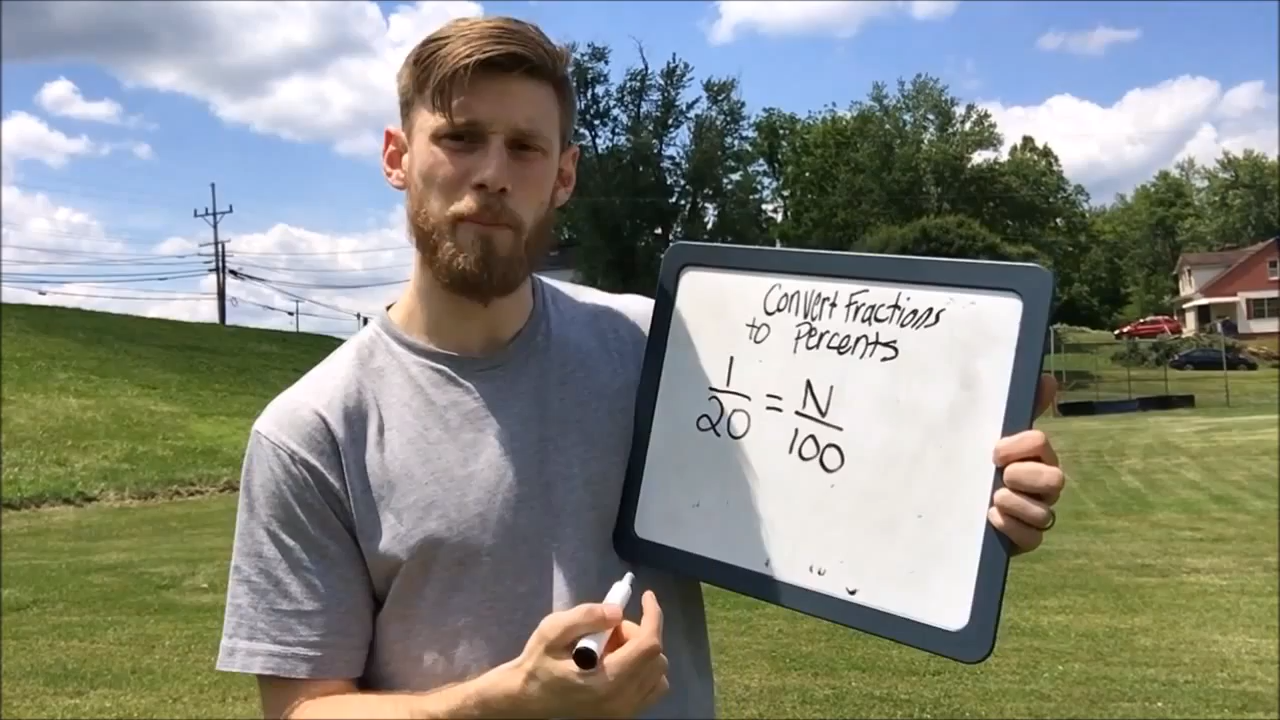 Convert Fractions
to Percents
1/20 = N/100